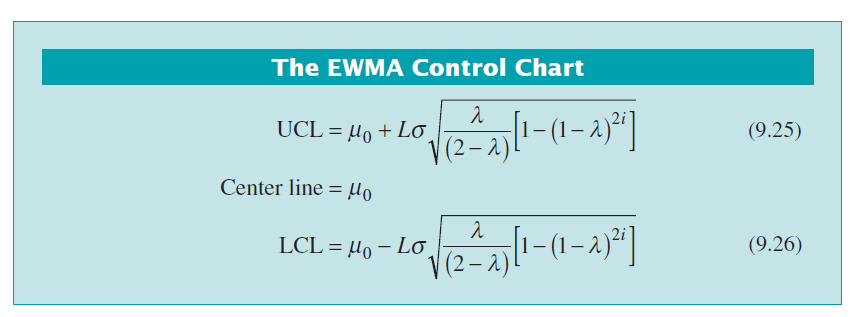 The EWMA Control Chart
UCL = μ₀ + Lσ√(λ/(2 − λ)[1 − (1 − λ)²ⁱ]) (9.25)
Center line = μ₀
LCL = μ₀ − Lσ√(λ/(2 − λ)[1 − (1 − λ)²ⁱ]) (9.26)